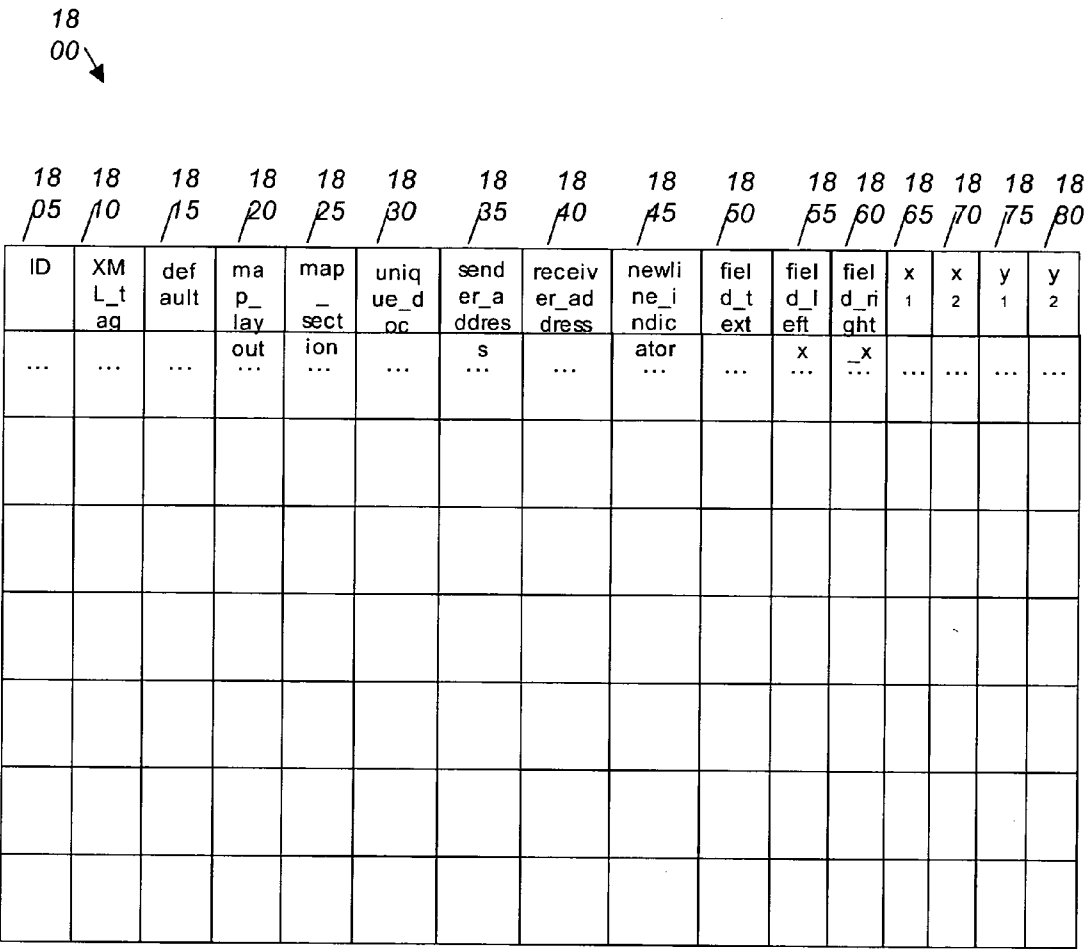 18
00
18 18 18 18 18 18 18 18 18 18 18 18 18 18 18 18
05 10 15 20 25 30 35 40 45 50 55 60 65 70 75 80
ID XM def ma map uniq send receiv newli fiel fiel fiel x x y y
L_t ault p_ _ ue_d er_a er_ad ne_i d_t d_l d_ri 1 2 1 2
ag lay sect oc ddres dress ndic ext eft ght
out ion s ator x _x
... ... ... ... ... ... ... ... ... ... ... ... ... ... ... ...